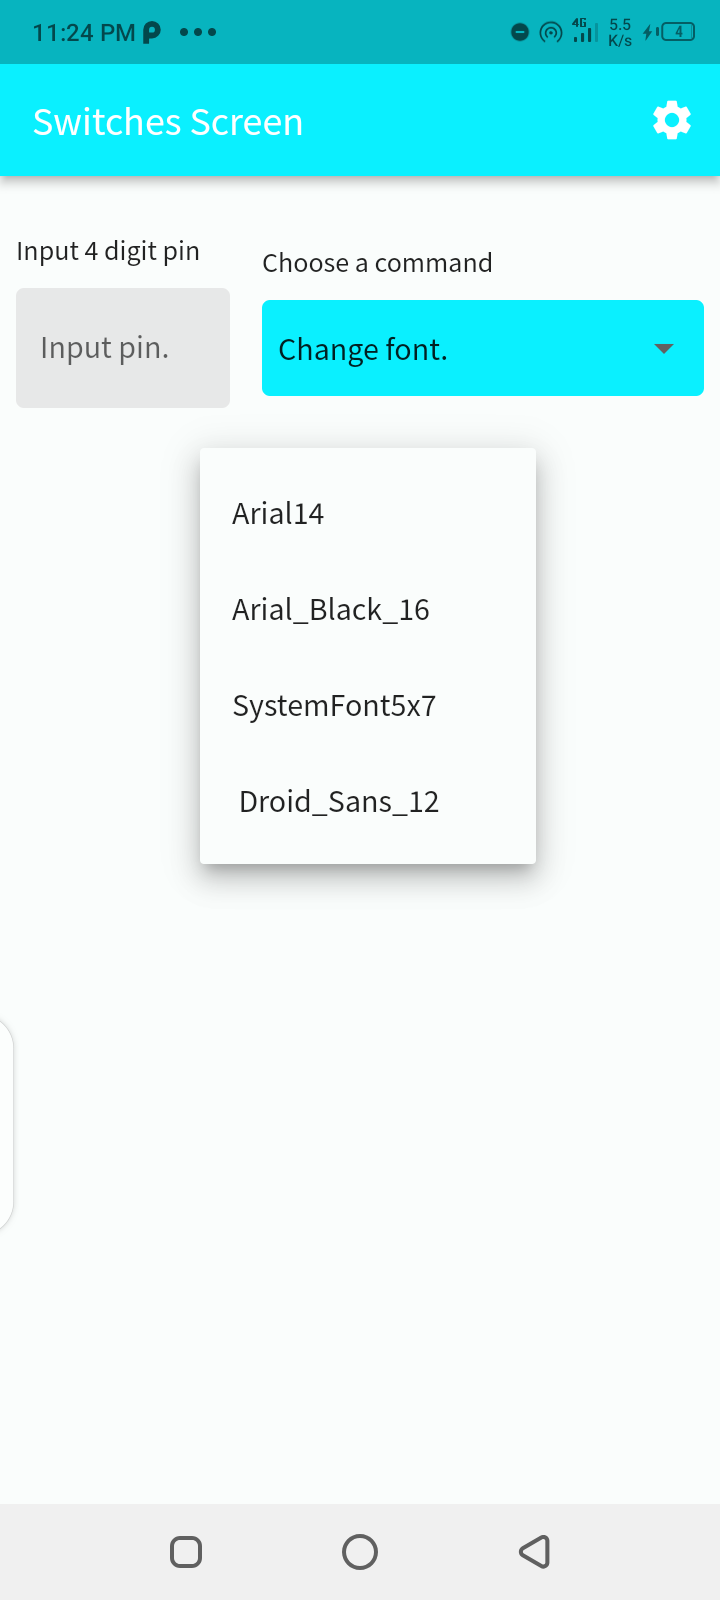 11:24 PM
4G
5.5
K/s
4
Switches Screen
Input 4 digit pin
Choose a command
Input pin.
Change font.
Arial14
Arial_Black_16
SystemFont5x7
Droid_Sans_12